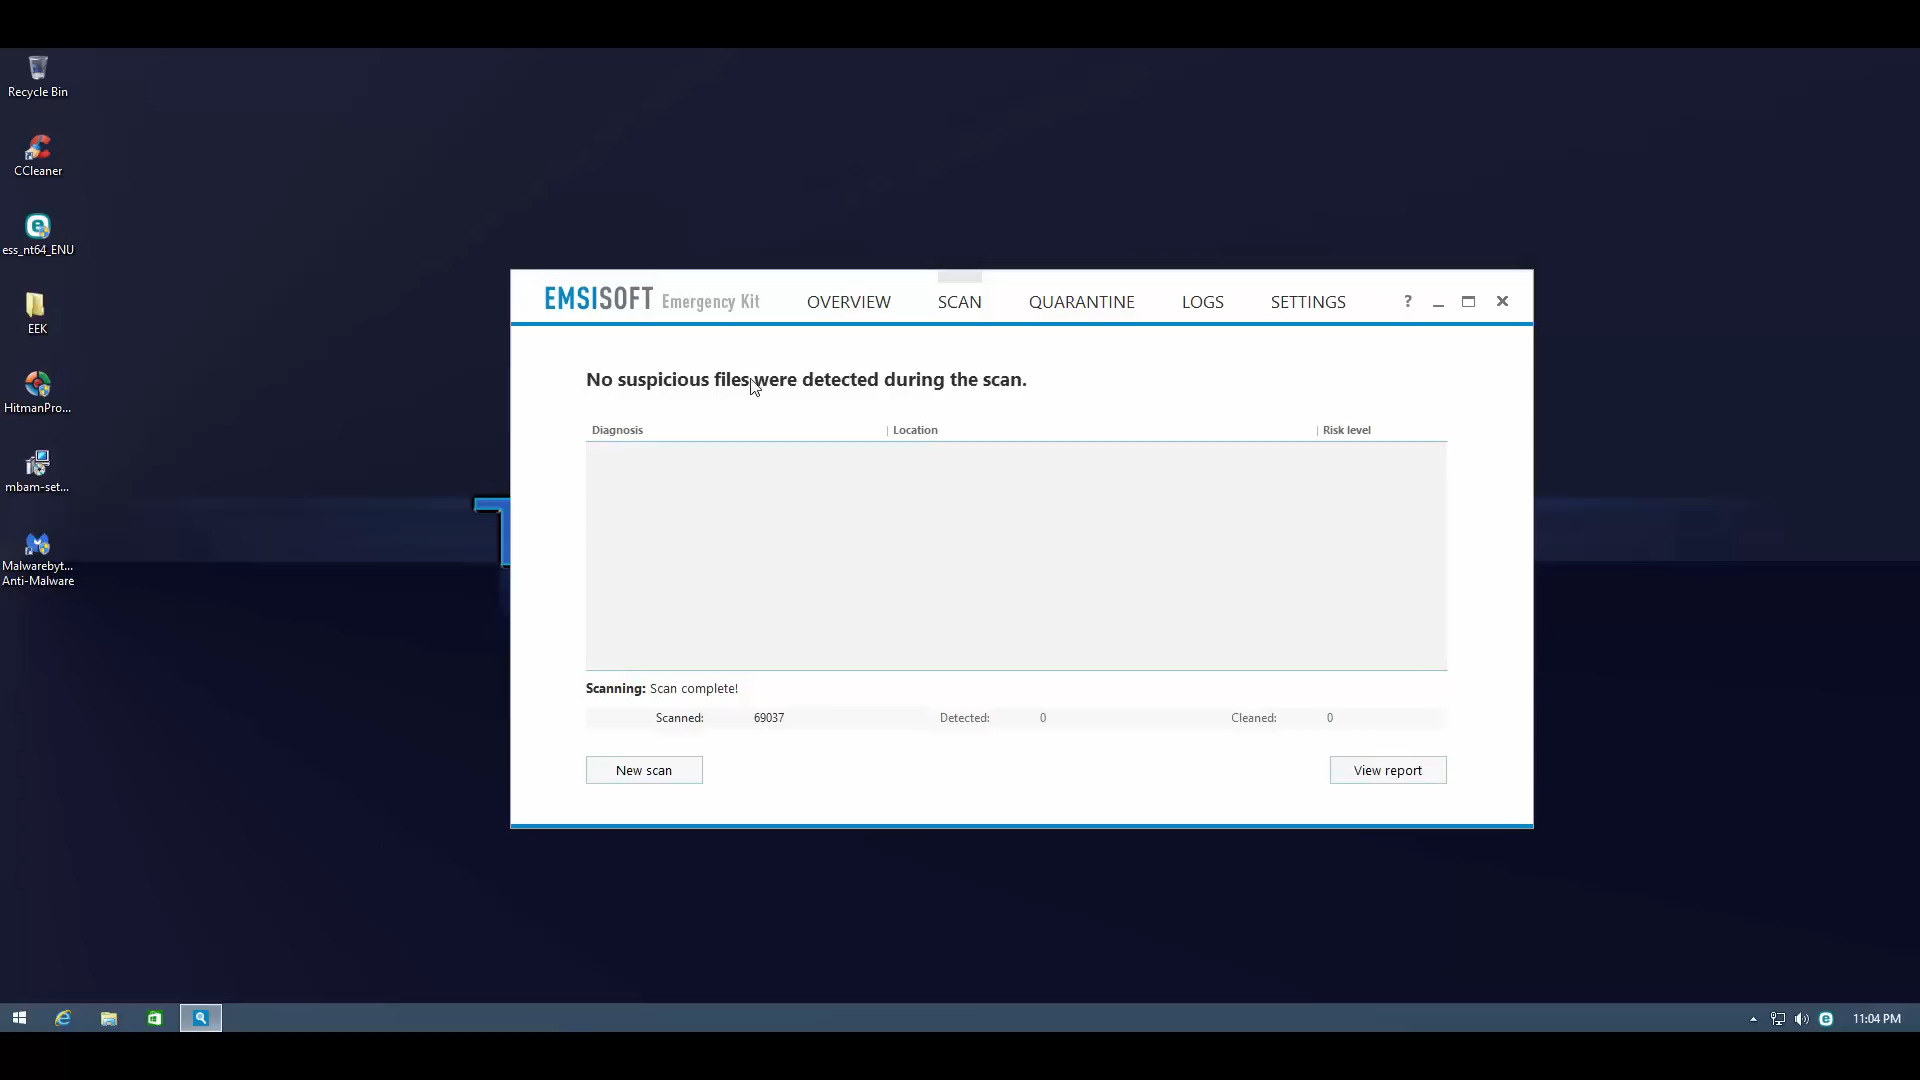 Recycle Bin
CCleaner
ess_nt64_ENU
EEK
HitmanPro...
mbam-set...
Malwarebyt...
Anti-Malware
EMSISOFT Emergency Kit
OVERVIEW
SCAN
QUARANTINE
LOGS
SETTINGS
?
No suspicious files were detected during the scan.
Diagnosis
Location
Risk level
Scanning: Scan complete!
Scanned: 69037
Detected: 0
Cleaned: 0
New scan
View report
T
11:04 PM